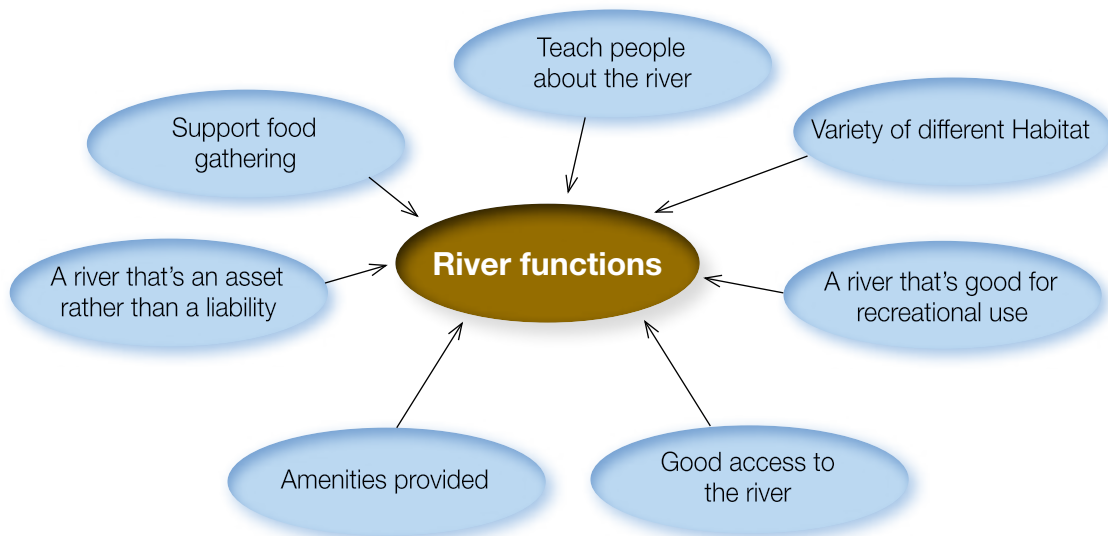 Teach people
about the river
Support food
gathering
Variety of different Habitat
River functions
A river that's an asset
rather than a liability
A river that's good for
recreational use
Amenities provided
Good access to
the river